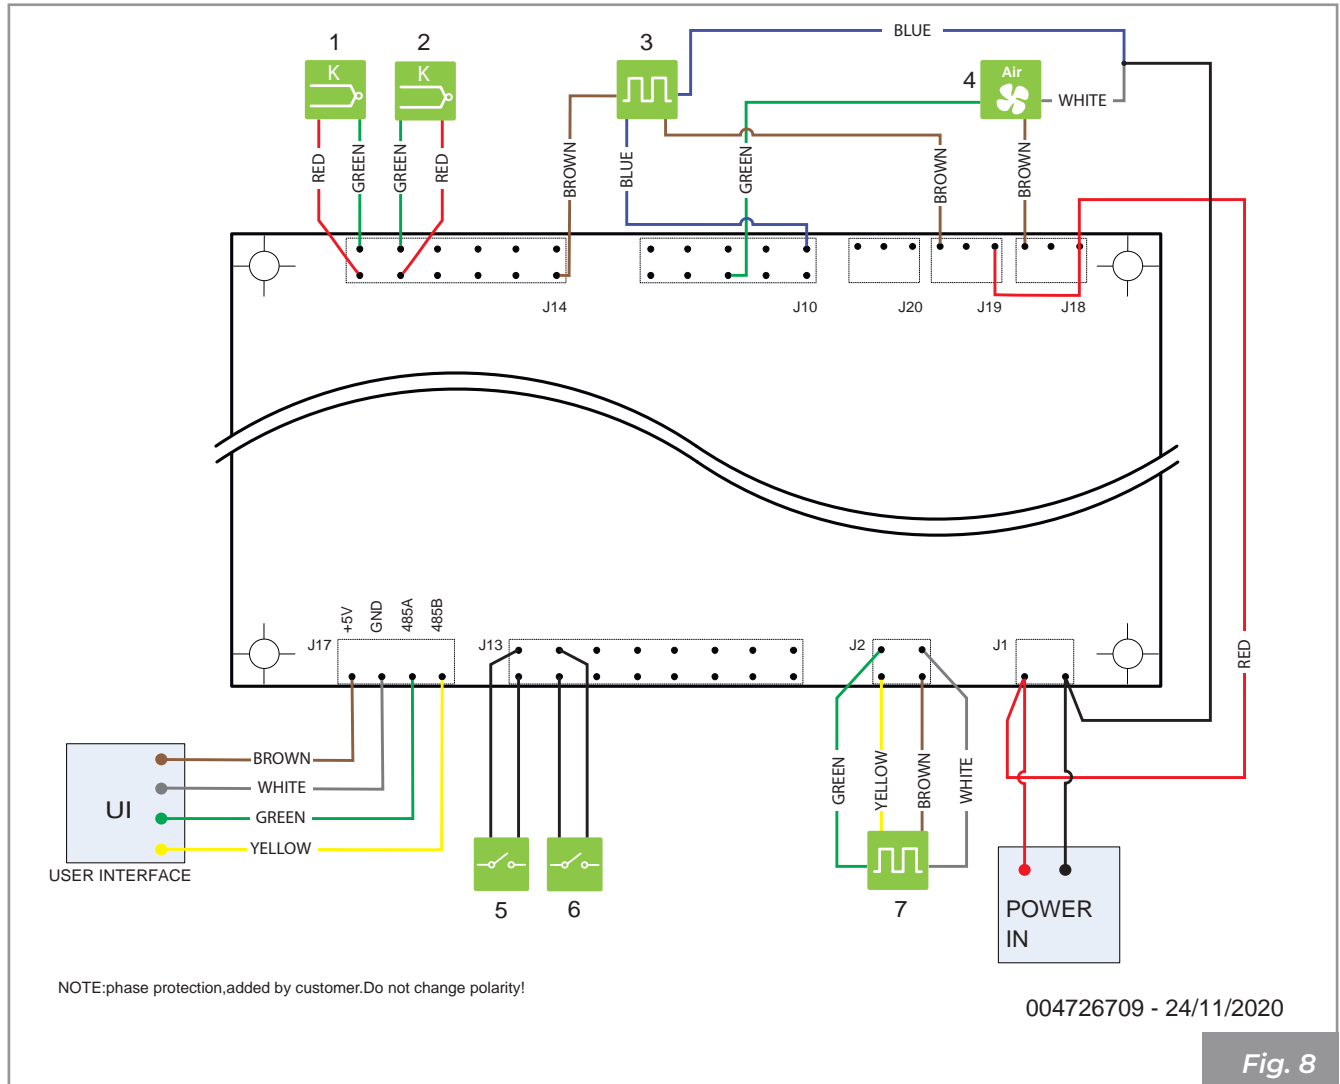 BLUE
1
2
3
K
K
Air
4
WHITE
RED
GREEN
GREEN
RED
BROWN
BLUE
GREEN
BROWN
BROWN
J14
J10
J20
J19
J18
+5V
GND
485A
485B
J17
J13
J2
J1
RED
BROWN
WHITE
GREEN
YELLOW
UI
USER INTERFACE
GREEN
YELLOW
BROWN
WHITE
5
6
7
POWER
IN
NOTE:phase protection,added by customer.Do not change polarity!
004726709 - 24/11/2020
Fig. 8